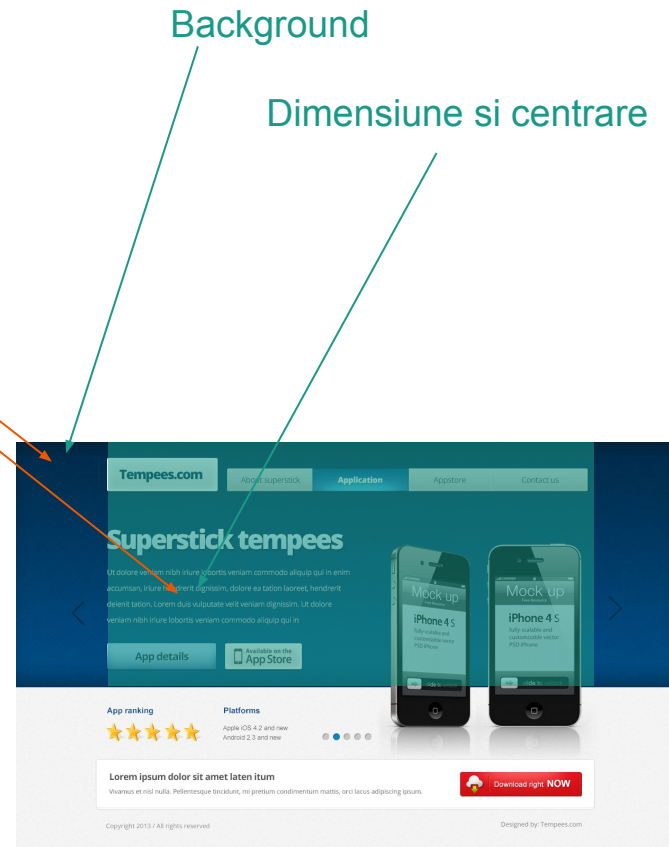 Background
Dimensiune si centrare
Tempees.com
About superstick
Application
Appstore
Contact us
Superstick tempees
Ut dolore veniam nibh iriure lobortis veniam commodo aliquip qui in enim
accumsan, iriure hendrerit dignissim, dolore ea tation laoreet, hendrerit
delenit tation. Lorem duis vulputate velit veniam dignissim. Ut dolore
veniam nibh iriure lobortis veniam commodo aliquip qui in
App details
Available on the
App Store
Mock up
iPhone 4 S
fully-scalable and
customizable vector
PSD iPhone
Mock up
iPhone 4 S
fully-scalable and
customizable vector
PSD iPhone
App ranking
Platforms
Apple iOS 4.2 and new
Android 2.3 and new
Lorem ipsum dolor sit amet laten itum
Vivamus et nisl nulla. Pellentesque tincidunt, mi pretium condimentum mattis, orci lacus adipiscing ipsum.
Download right NOW
Copyright 2013 / All rights reserved
Designed by: Tempees.com